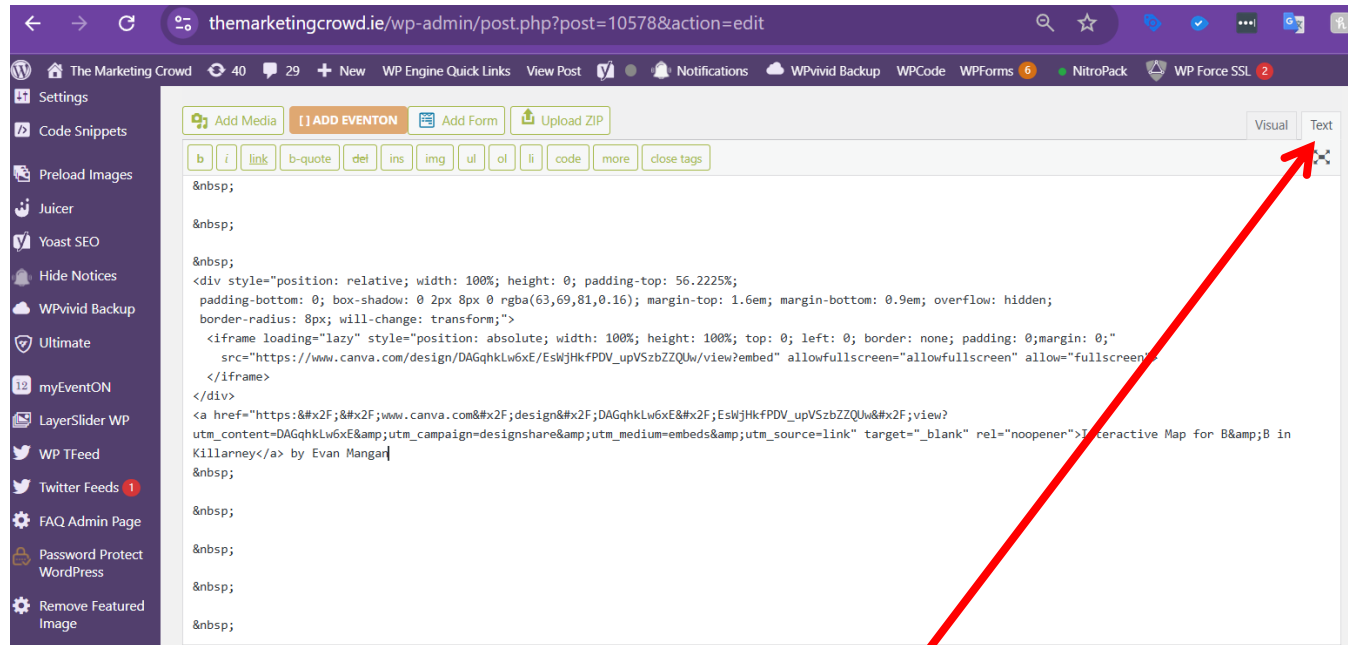 themarketingcrowd.ie/wp-admin/post.php?post=10578&action=edit
The Marketing Crowd 40 29 + New WP Engine Quick Links View Post Notifications WPvivid Backup WPCode WPForms 6 NitroPack WP Force SSL 2
Settings
Code Snippets
Preload Images
Juicer
Yoast SEO
Hide Notices
WPvivid Backup
Ultimate
12 myEventON
LayerSlider WP
WP TFeed
Twitter Feeds 1
FAQ Admin Page
Password Protect
WordPress
Remove Featured
Image
Add Media [ ] ADD EVENTON Add Form Upload ZIP
Visual Text
b i link b-quote del ins img ul ol li code more close tags
&nbsp;
&nbsp;
&nbsp;
<div style="position: relative; width: 100%; height: 0; padding-top: 56.2225%;
padding-bottom: 0; box-shadow: 0 2px 8px 0 rgba(63,69,81,0.16); margin-top: 1.6em; margin-bottom: 0.9em; overflow: hidden;
border-radius: 8px; will-change: transform;">
<iframe loading="lazy" style="position: absolute; width: 100%; height: 100%; top: 0; left: 0; border: none; padding: 0;margin: 0;"
src="https://www.canva.com/design/DAGqhkLw6xE/EsWjHkfPDV_upVSzbZZQUw/view?embed" allowfullscreen="allowfullscreen" allow="fullscreen">
</iframe>
</div>
<a href="https:&#x2F;&#x2F;www.canva.com&#x2F;design&#x2F;DAGqhkLw6xE&#x2F;EsWjHkfPDV_upVSzbZZQUw&#x2F;view?
utm_content=DAGqhkLw6xE&amp;utm_campaign=designshare&amp;utm_medium=embeds&amp;utm_source=link" target="_blank" rel="noopener">Interactive Map for B&amp;B in
Killarney</a> by Evan Mangan
&nbsp;
&nbsp;
&nbsp;
&nbsp;
&nbsp;